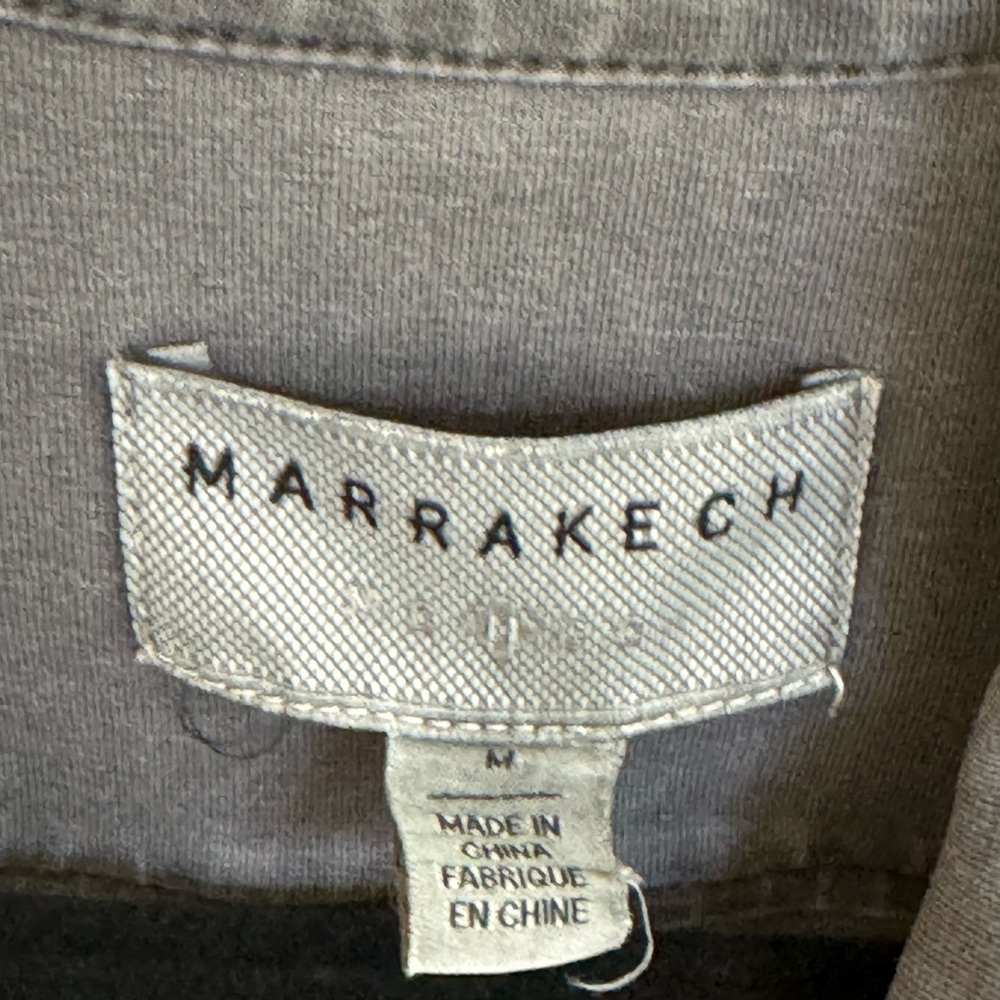 MARRAKECH
M
MADE IN
CHINA
FABRIQUE
EN CHINE